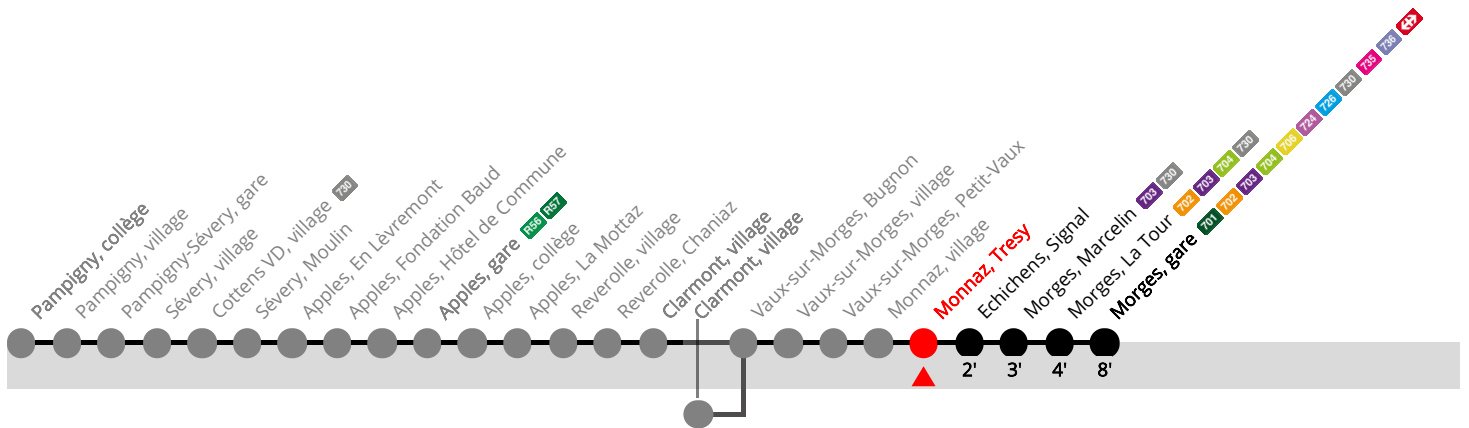 Pampigny, collège
Pampigny, village
Pampigny-Sévery, gare
Sévery, village
Cottens VD, village 730
Sévery, Moulin
Apples, En Lèvremont
Apples, Fondation Baud
Apples, Hôtel de Commune
Apples, gare R56 R57
Apples, collège
Apples, La Mottaz
Reverolle, village
Reverolle, Chaniaz
Clarmont, village
Clarmont, village
Vaux-sur-Morges, Bugnon
Vaux-sur-Morges, village
Vaux-sur-Morges, Petit-Vaux
Monnaz, village
Monnaz, Tresy
Echichens, Signal
Morges, Marcelin 703 730
Morges, La Tour 702 703 704 730
Morges, gare 701 702 703 704 706 724 726 730 735 736
2' 3' 4' 8'